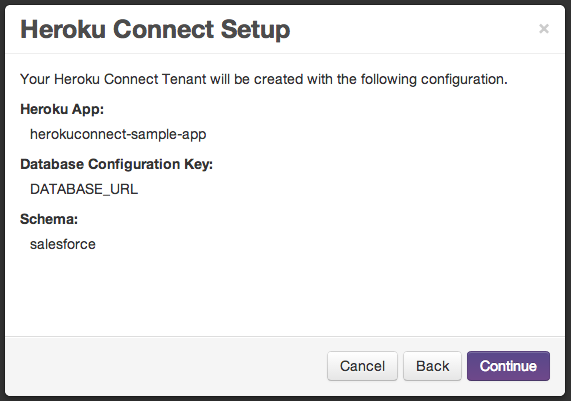 Heroku Connect Setup
×
Your Heroku Connect Tenant will be created with the following configuration.
Heroku App:
herokuconnect-sample-app
Database Configuration Key:
DATABASE_URL
Schema:
salesforce
Cancel Back Continue